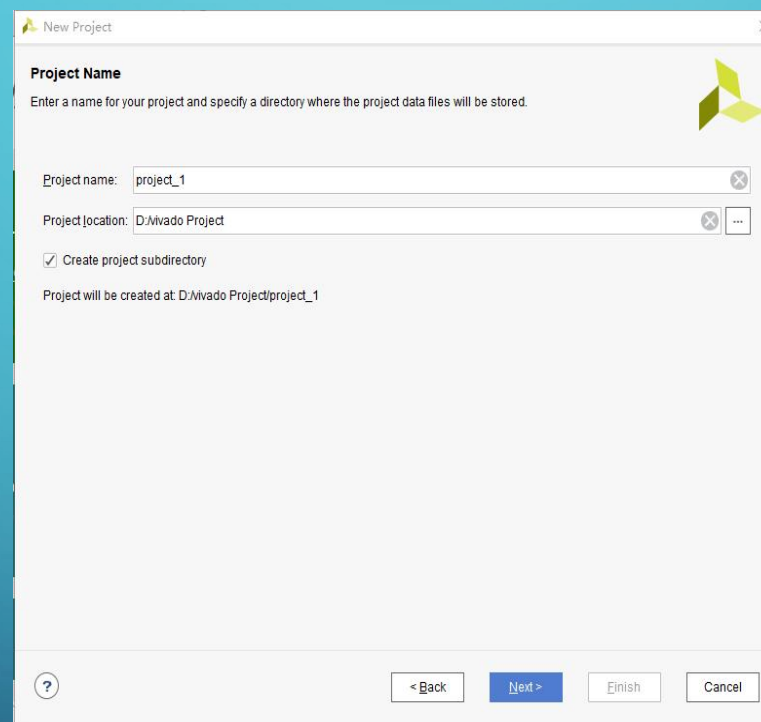 New Project
Project Name
Enter a name for your project and specify a directory where the project data files will be stored.
Project name: project_1
Project location: D:/vivado Project
...
Create project subdirectory
Project will be created at: D:/vivado Project/project_1
?
< Back
Next >
Finish
Cancel